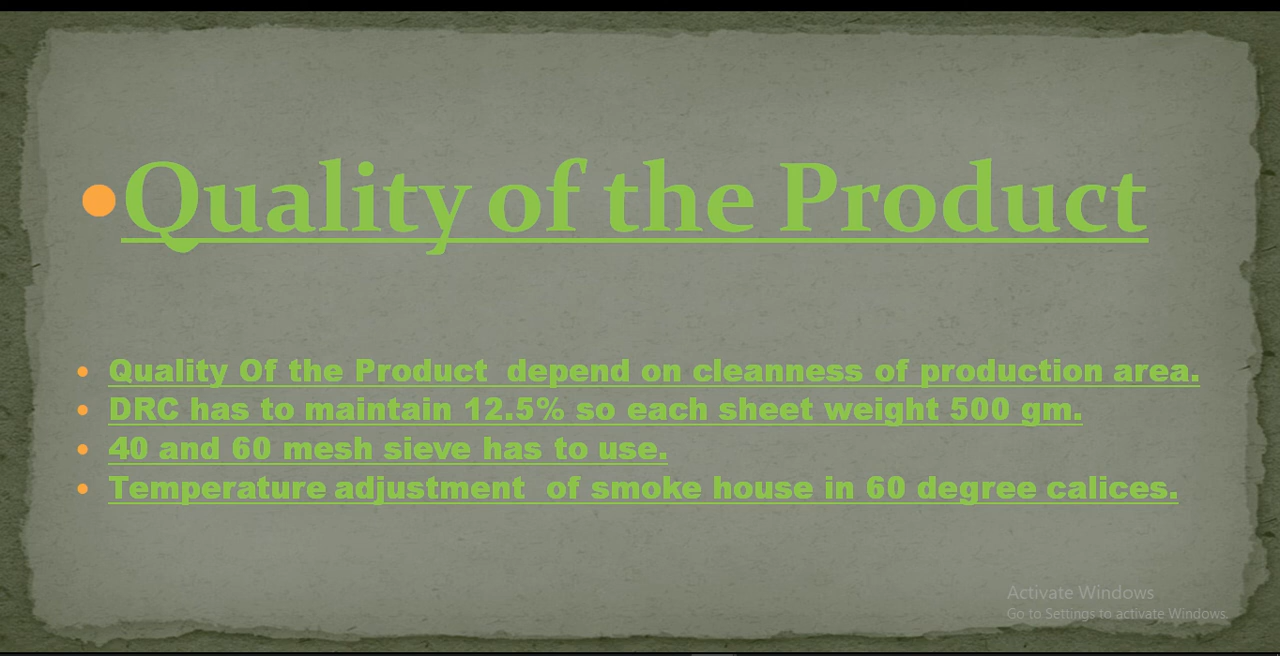 •Quality of the Product
• Quality Of the Product  depend on cleanness of production area.
• DRC has to maintain 12.5% so each sheet weight 500 gm.
• 40 and 60 mesh sieve has to use.
• Temperature adjustment  of smoke house in 60 degree calices.
Activate Windows
Go to Settings to activate Windows.